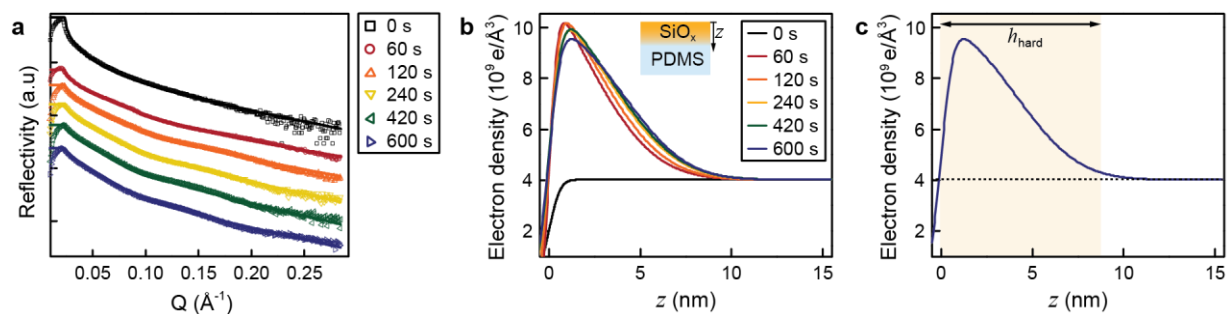 a
Reflectivity (a.u)
0.05 0.10 0.15 0.20 0.25
Q (Å⁻¹)
0 s
60 s
120 s
240 s
420 s
600 s
b
Electron density (10⁹ e/Å³)
10
8
6
4
2
0 5 10 15
z (nm)
SiOₓ
z
PDMS
0 s
60 s
120 s
240 s
420 s
600 s
c
Electron density (10⁹ e/Å³)
10
8
6
4
2
0 5 10 15
z (nm)
h_hard